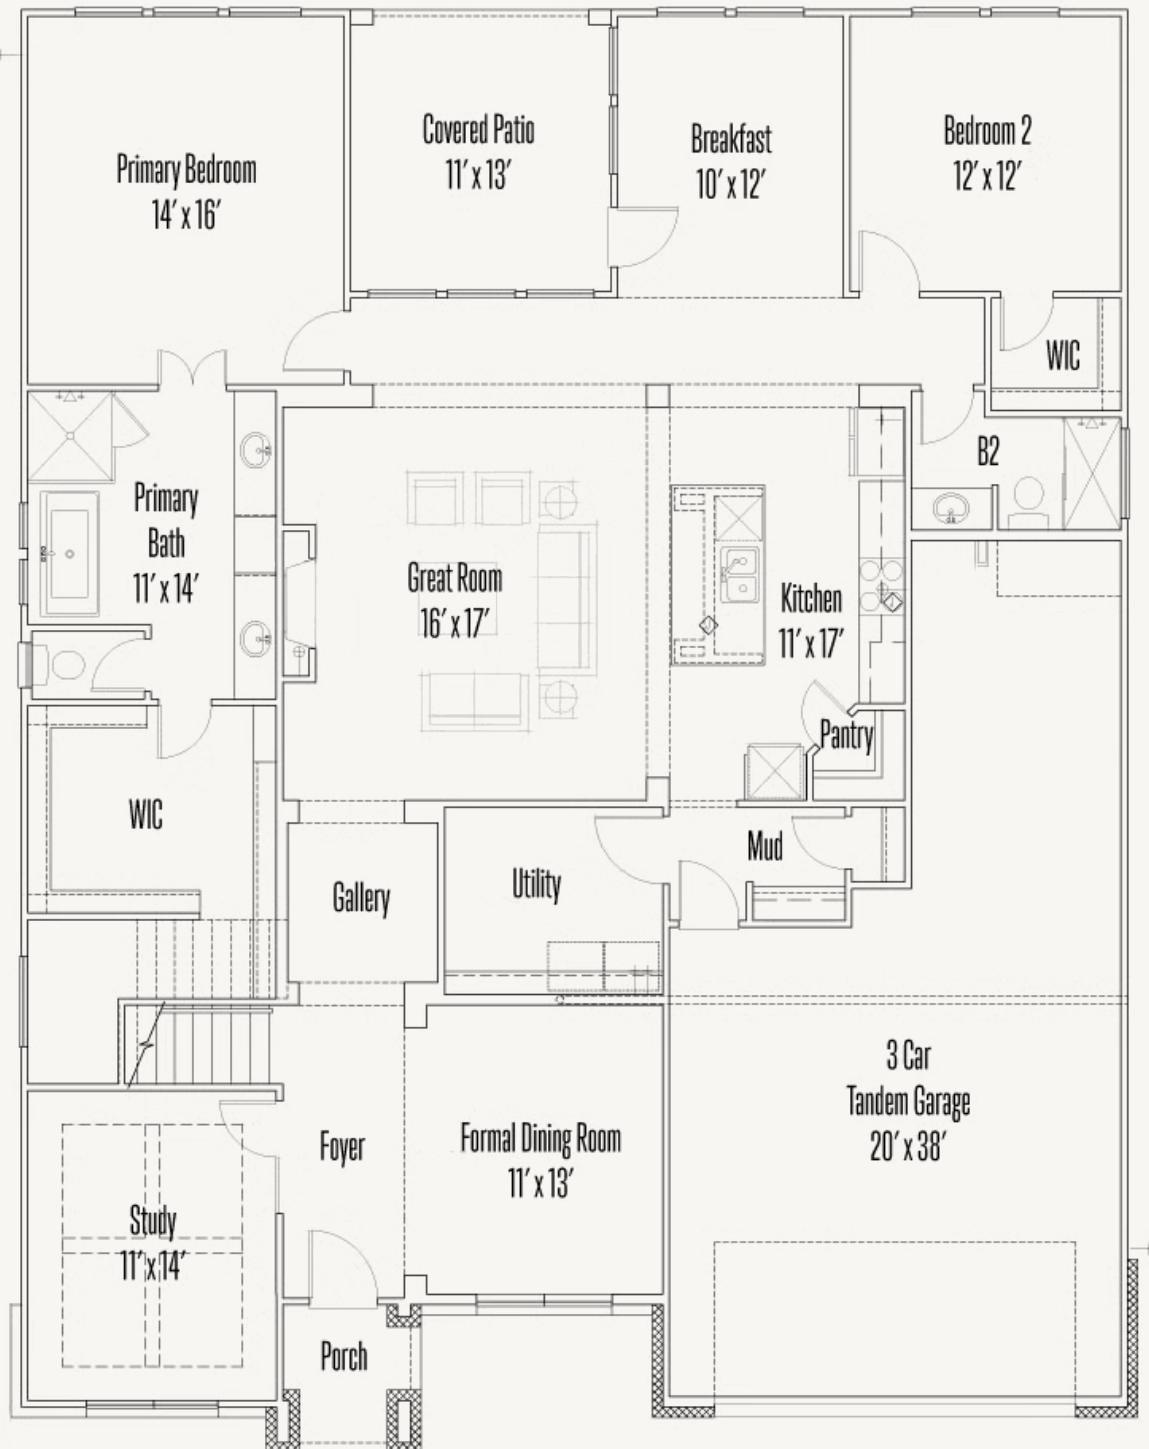 Primary Bedroom
14′ x 16′
Covered Patio
11′ x 13′
Breakfast
10′ x 12′
Bedroom 2
12′ x 12′
WIC
B2
Primary
Bath
11′ x 14′
Great Room
16′ x 17′
Kitchen
11′ x 17′
Pantry
WIC
Gallery
Utility
Mud
3 Car
Tandem Garage
20′ x 38′
Foyer
Formal Dining Room
11′ x 13′
Study
11′ x 14′
Porch